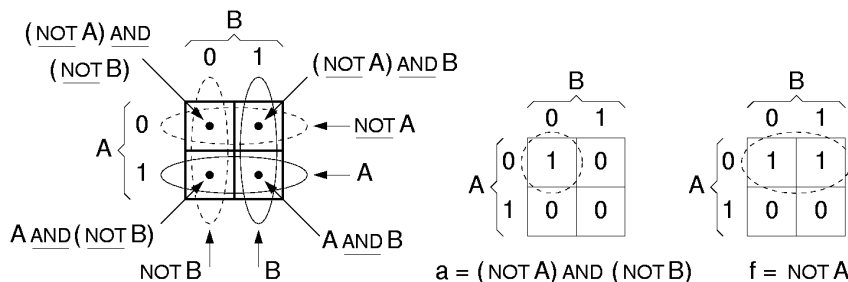 (NOT A) AND
(NOT B)
B
0 1
(NOT A) AND B
A
0
1
NOT A
A
A AND (NOT B)
A AND B
NOT B
B
B
0 1
A
0 1 0
1 0 0
a = (NOT A) AND (NOT B)
B
0 1
A
0 1 1
1 0 0
f = NOT A